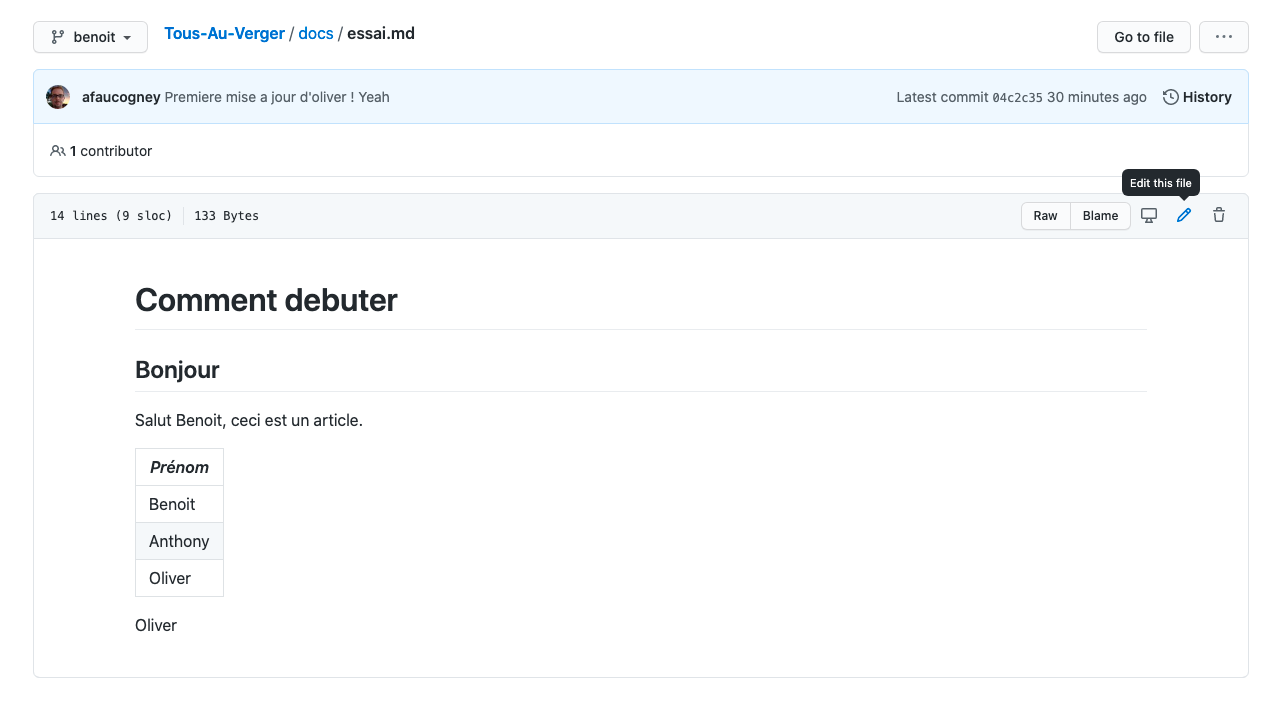 benoit Tous-Au-Verger / docs / essai.md Go to file ...
afaucogney Premiere mise a jour d'oliver ! Yeah Latest commit 04c2c35 30 minutes ago History
1 contributor
Edit this file
14 lines (9 sloc) 133 Bytes Raw Blame
Comment debuter
Bonjour
Salut Benoit, ceci est un article.
Prénom
Benoit
Anthony
Oliver
Oliver